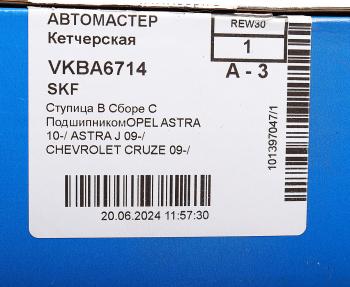 АВТОМАСТЕР
Кетчерская
REW30
1
VKBA6714
A - 3
SKF
Ступица В Сборе С
ПодшипникомOPEL ASTRA
10-/ ASTRA J 09-/
CHEVROLET CRUZE 09-/
101397047/1
20.06.2024 11:57:30